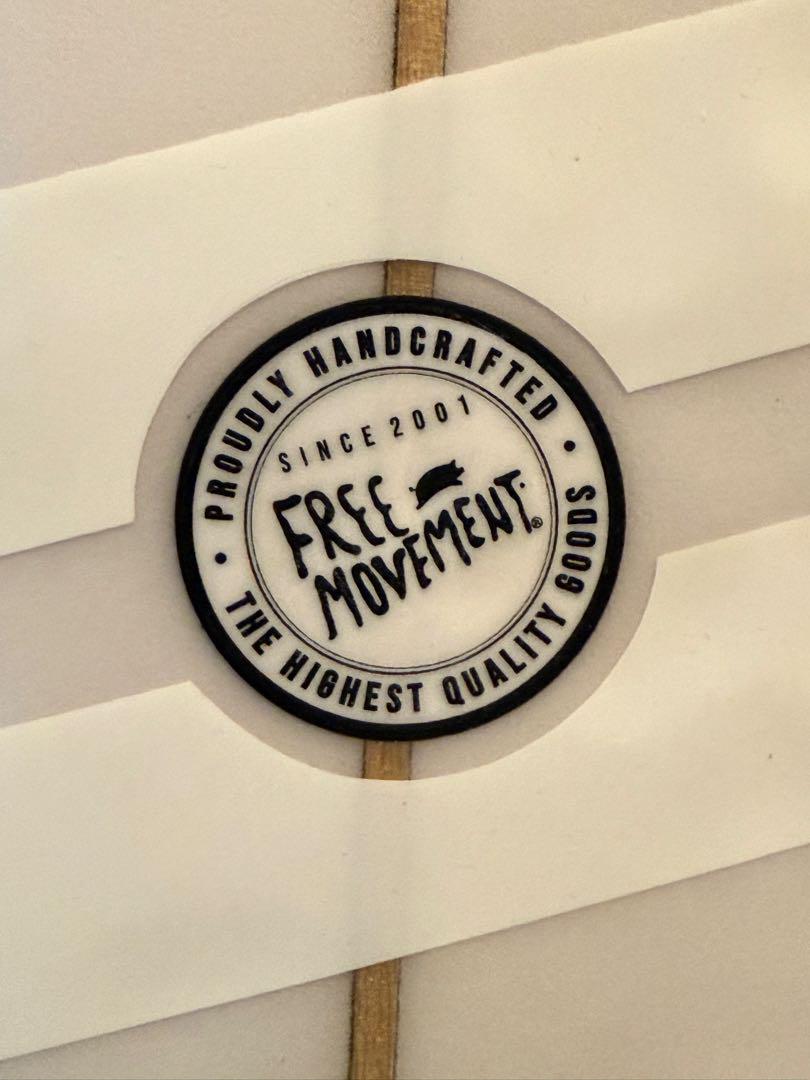 PROUDLY HANDCRAFTED
SINCE 2001
FREE
MOVEMENT®
THE HIGHEST QUALITY GOODS